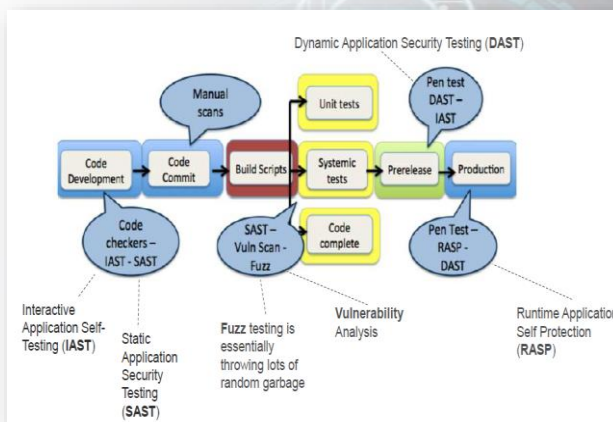 Dynamic Application Security Testing (DAST)
Manual
scans
Pen test
DAST –
IAST
Unit tests
Code
Development
Code
Commit
Build Scripts
Systemic
tests
Prerelease
Production
Code
checkers –
IAST - SAST
SAST –
Vuln Scan -
Fuzz
Code
complete
Pen Test –
RASP -
DAST
Interactive
Application Self-
Testing (IAST)
Static
Application
Security
Testing
(SAST)
Fuzz testing is
essentially
throwing lots of
random garbage
Vulnerability
Analysis
Runtime Application
Self Protection
(RASP)